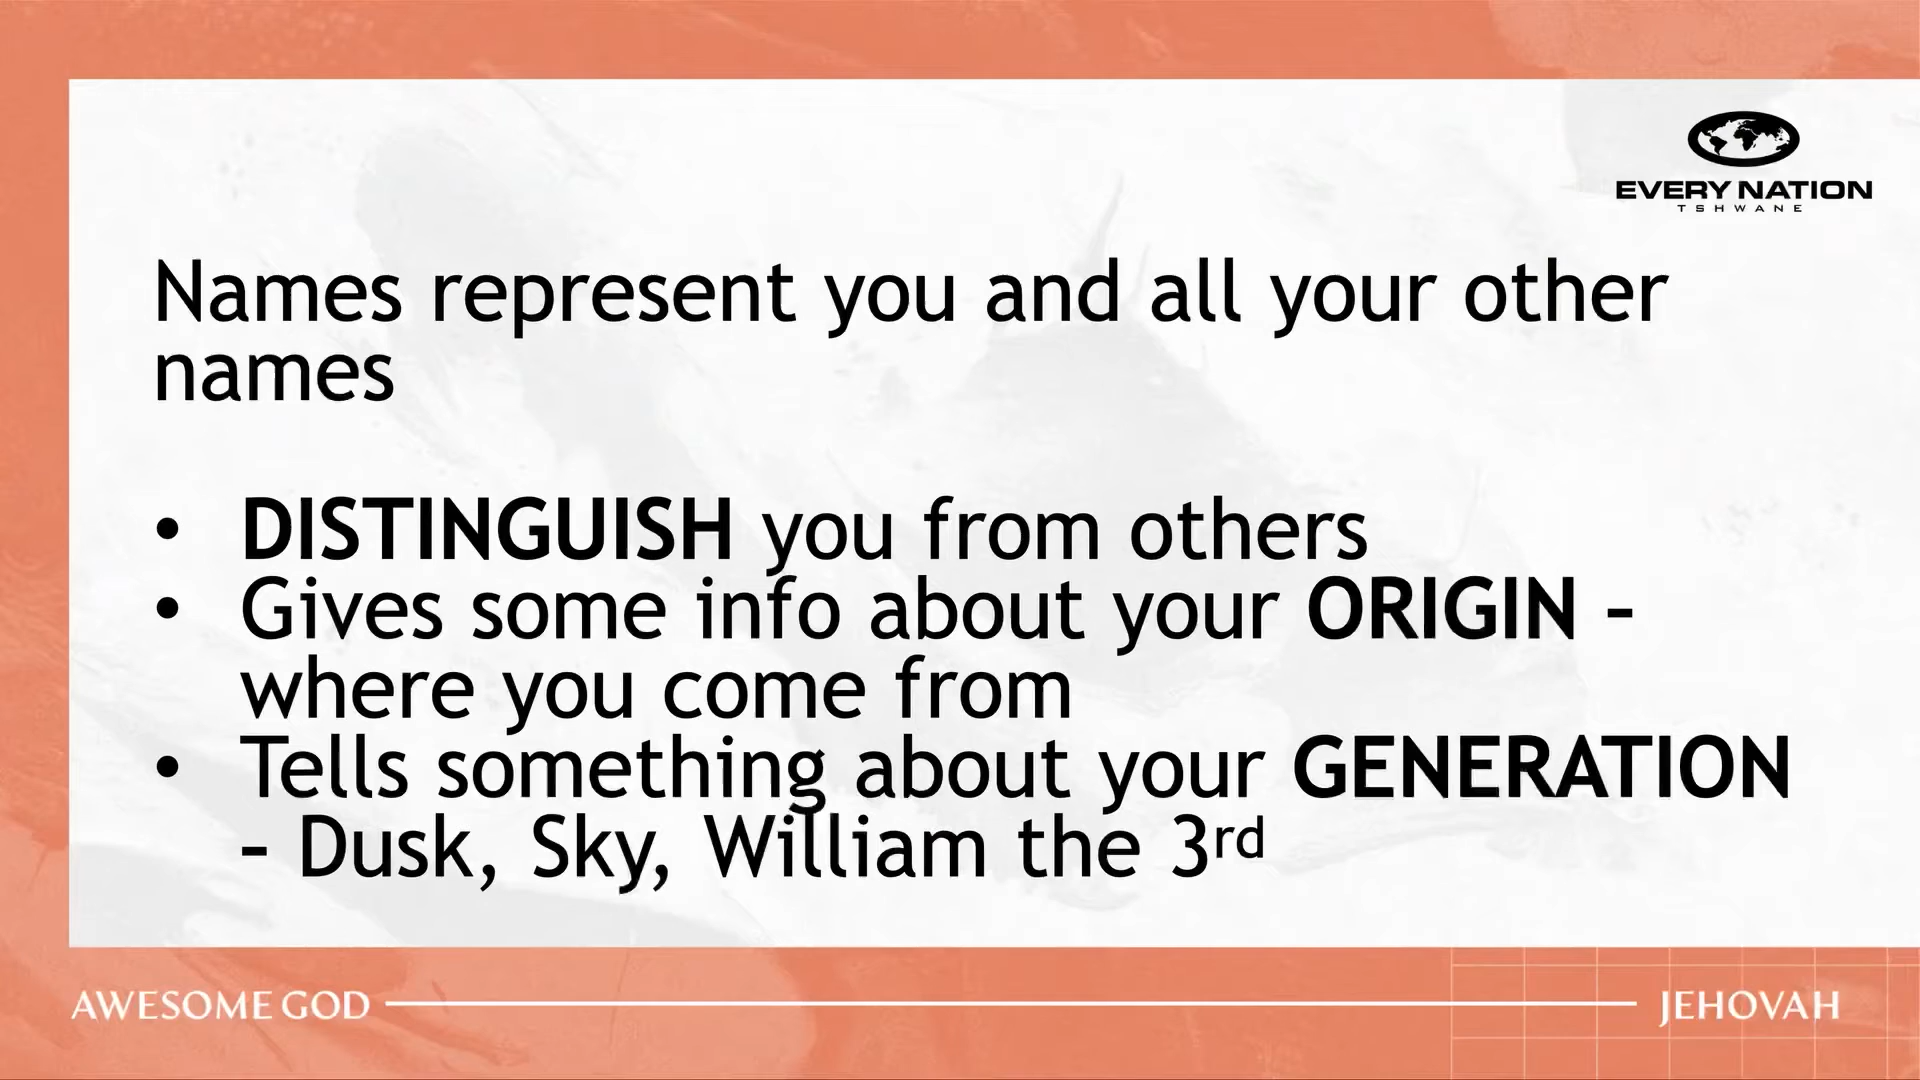 EVERY NATION
TSHWANE
Names represent you and all your other
names
• DISTINGUISH you from others
• Gives some info about your ORIGIN –
where you come from
• Tells something about your GENERATION
– Dusk, Sky, William the 3rd
AWESOME GOD
JEHOVAH